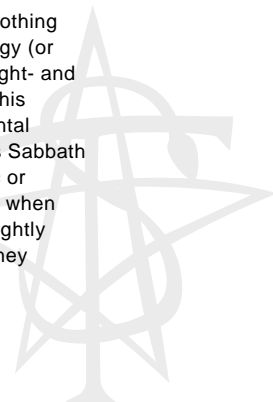 othing
gy (or
ght- and
his
ntal
s Sabbath
c or
when
ghtly
hey